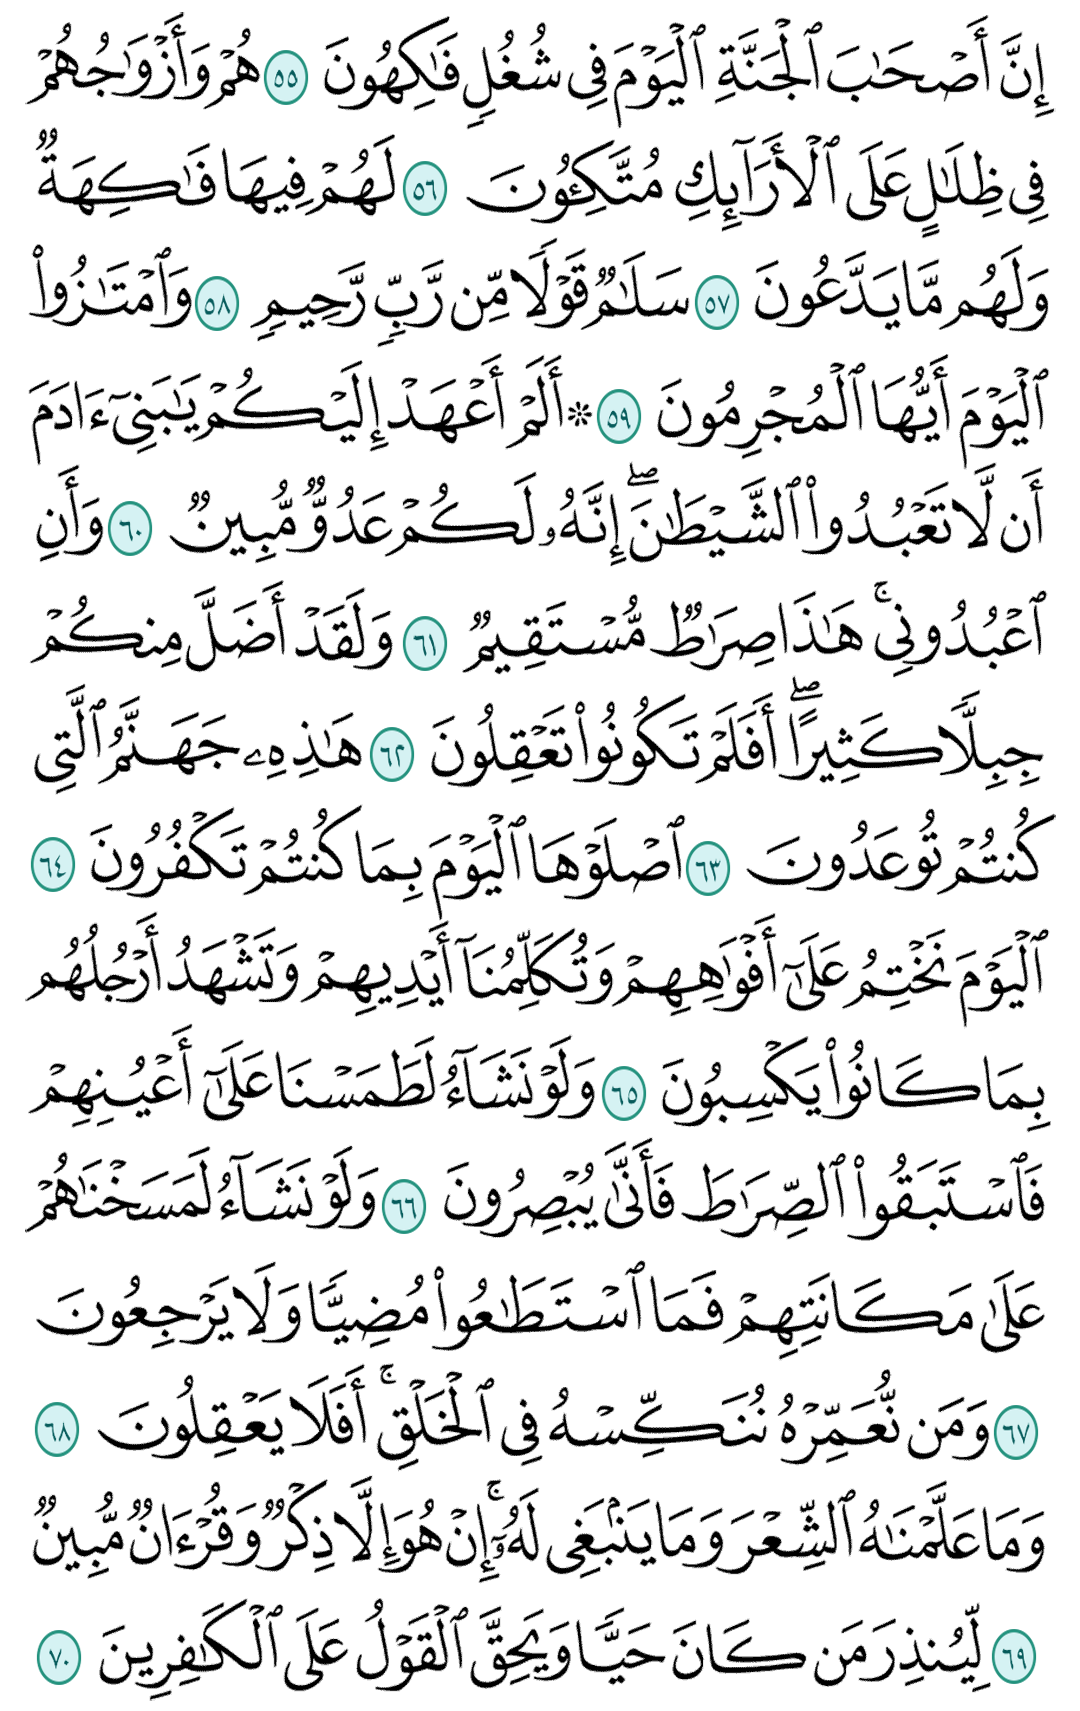 إِنَّ أَصۡحَٰبَ ٱلۡجَنَّةِ ٱلۡيَوۡمَ فِي شُغُلٖ فَٰكِهُونَ ٥٥ هُمۡ وَأَزۡوَٰجُهُمۡ
فِي ظِلَٰلٍ عَلَى ٱلۡأَرَآئِكِ مُتَّكِـُٔونَ ٥٦ لَهُمۡ فِيهَا فَٰكِهَةٞ
وَلَهُم مَّا يَدَّعُونَ ٥٧ سَلَٰمٞ قَوۡلٗا مِّن رَّبّٖ رَّحِيمٖ ٥٨ وَٱمۡتَٰزُواْ
ٱلۡيَوۡمَ أَيُّهَا ٱلۡمُجۡرِمُونَ ٥٩ ۞ أَلَمۡ أَعۡهَدۡ إِلَيۡكُمۡ يَٰبَنِيٓ ءَادَمَ
أَن لَّا تَعۡبُدُواْ ٱلشَّيۡطَٰنَۖ إِنَّهُۥ لَكُمۡ عَدُوّٞ مُّبِينٞ ٦٠ وَأَنِ
ٱعۡبُدُونِيۚ هَٰذَا صِرَٰطٞ مُّسۡتَقِيمٞ ٦١ وَلَقَدۡ أَضَلَّ مِنكُمۡ
جِبِلّٗا كَثِيرًاۖ أَفَلَمۡ تَكُونُواْ تَعۡقِلُونَ ٦٢ هَٰذِهِۦ جَهَنَّمُ ٱلَّتِي
كُنتُمۡ تُوعَدُونَ ٦٣ ٱصۡلَوۡهَا ٱلۡيَوۡمَ بِمَا كُنتُمۡ تَكۡفُرُونَ ٦٤
ٱلۡيَوۡمَ نَخۡتِمُ عَلَىٰٓ أَفۡوَٰهِهِمۡ وَتُكَلِّمُنَآ أَيۡدِيهِمۡ وَتَشۡهَدُ أَرۡجُلُهُم
بِمَا كَانُواْ يَكۡسِبُونَ ٦٥ وَلَوۡ نَشَآءُ لَطَمَسۡنَا عَلَىٰٓ أَعۡيُنِهِمۡ
فَٱسۡتَبَقُواْ ٱلصِّرَٰطَ فَأَنَّىٰ يُبۡصِرُونَ ٦٦ وَلَوۡ نَشَآءُ لَمَسَخۡنَٰهُمۡ
عَلَىٰ مَكَانَتِهِمۡ فَمَا ٱسۡتَطَٰعُواْ مُضِيّٗا وَلَا يَرۡجِعُونَ
٦٧ وَمَن نُّعَمِّرۡهُ نُنَكِّسۡهُ فِي ٱلۡخَلۡقِۚ أَفَلَا يَعۡقِلُونَ ٦٨
وَمَا عَلَّمۡنَٰهُ ٱلشِّعۡرَ وَمَا يَنۢبَغِي لَهُۥٓۚ إِنۡ هُوَ إِلَّا ذِكۡرٞ وَقُرۡءَانٞ مُّبِينٞ
٦٩ لِّيُنذِرَ مَن كَانَ حَيّٗا وَيَحِقَّ ٱلۡقَوۡلُ عَلَى ٱلۡكَٰفِرِينَ ٧٠